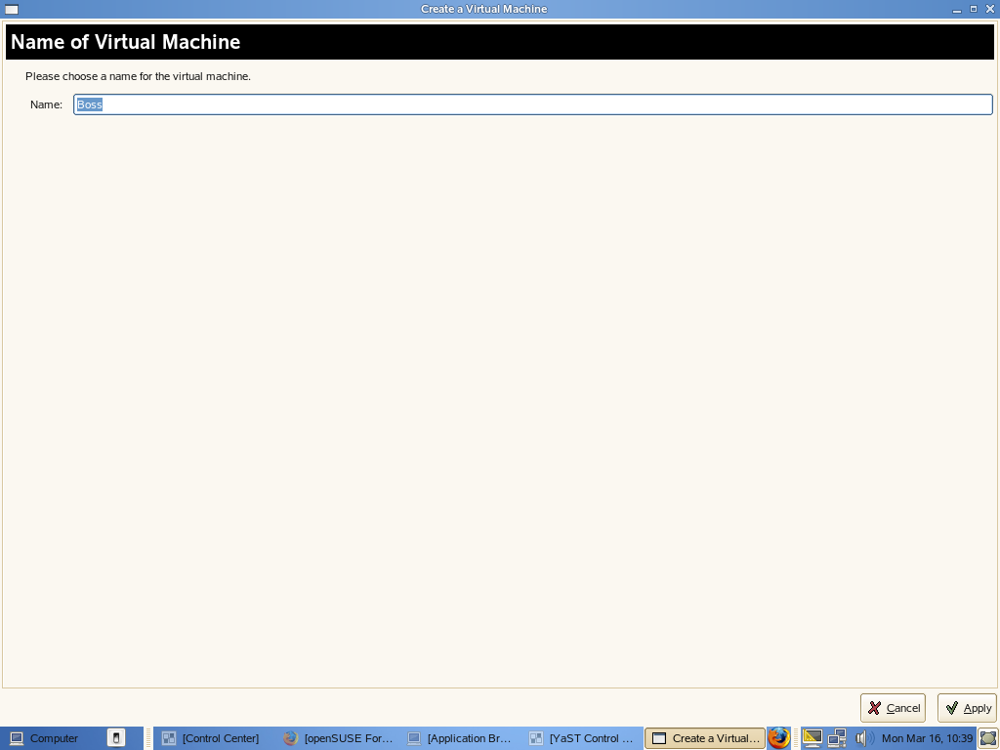 Create a Virtual Machine
Name of Virtual Machine
Please choose a name for the virtual machine.
Name: Boss
Cancel Apply
Computer [Control Center] [openSUSE For... [Application Br... [YaST Control ... Create a Virtual... Mon Mar 16, 10:39